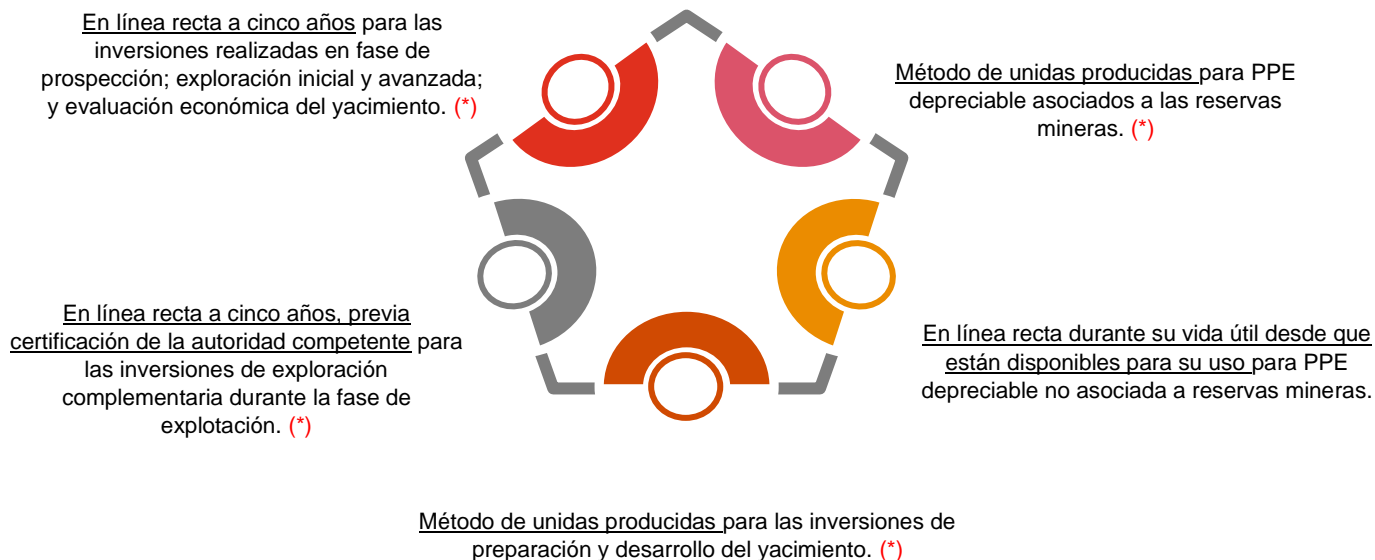 En línea recta a cinco años para las
inversiones realizadas en fase de
prospección; exploración inicial y avanzada;
y evaluación económica del yacimiento. (*)
Método de unidas producidas para PPE
depreciable asociados a las reservas
mineras. (*)
En línea recta a cinco años, previa
certificación de la autoridad competente para
las inversiones de exploración
complementaria durante la fase de
explotación. (*)
En línea recta durante su vida útil desde que
están disponibles para su uso para PPE
depreciable no asociada a reservas mineras.
Método de unidas producidas para las inversiones de
preparación y desarrollo del yacimiento. (*)